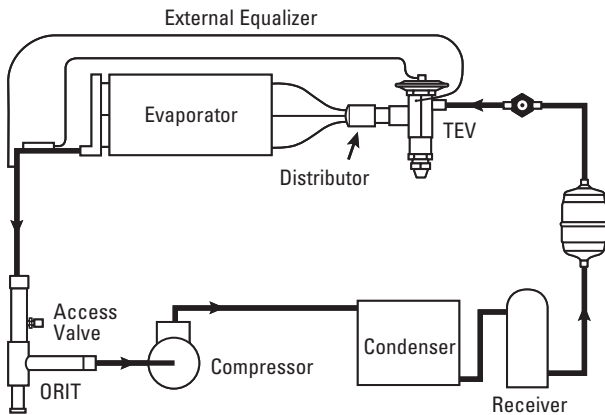 External Equalizer
Evaporator
TEV
Distributor
Access
Valve
ORIT
Compressor
Condenser
Receiver